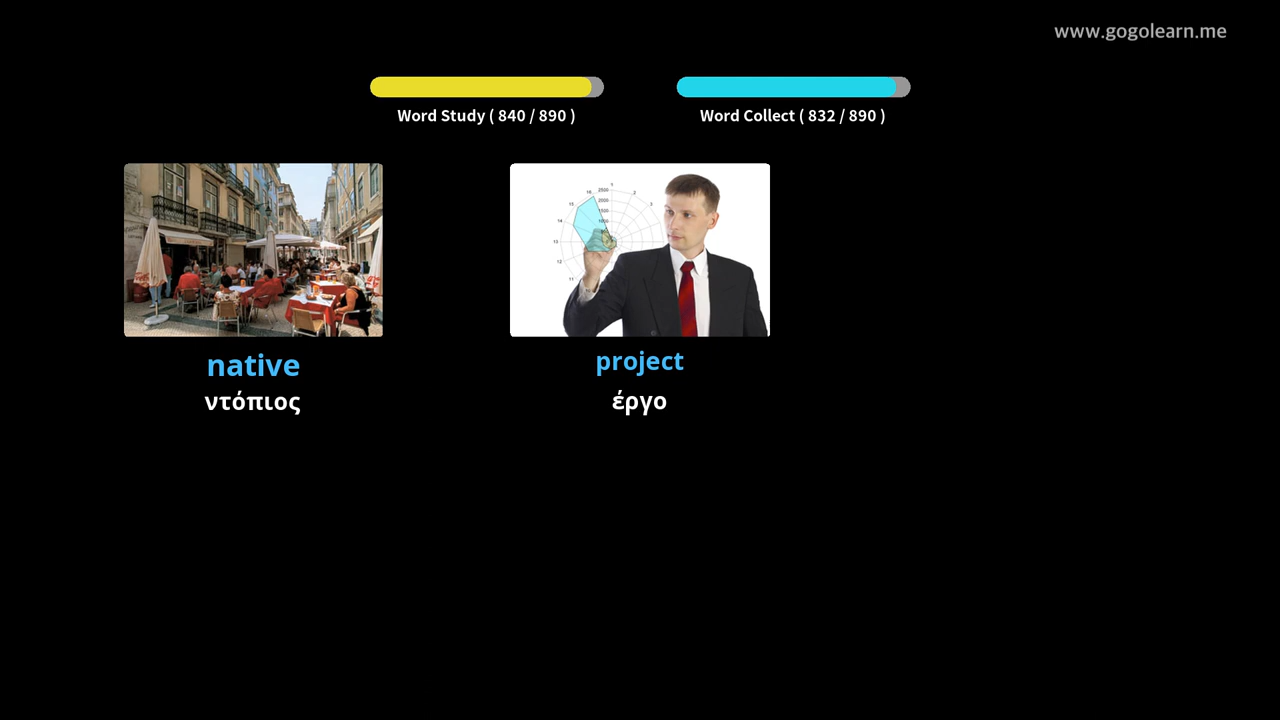 www.gogolearn.me
Word Study ( 840 / 890 )
Word Collect ( 832 / 890 )
native
ντόπιος
project
έργο